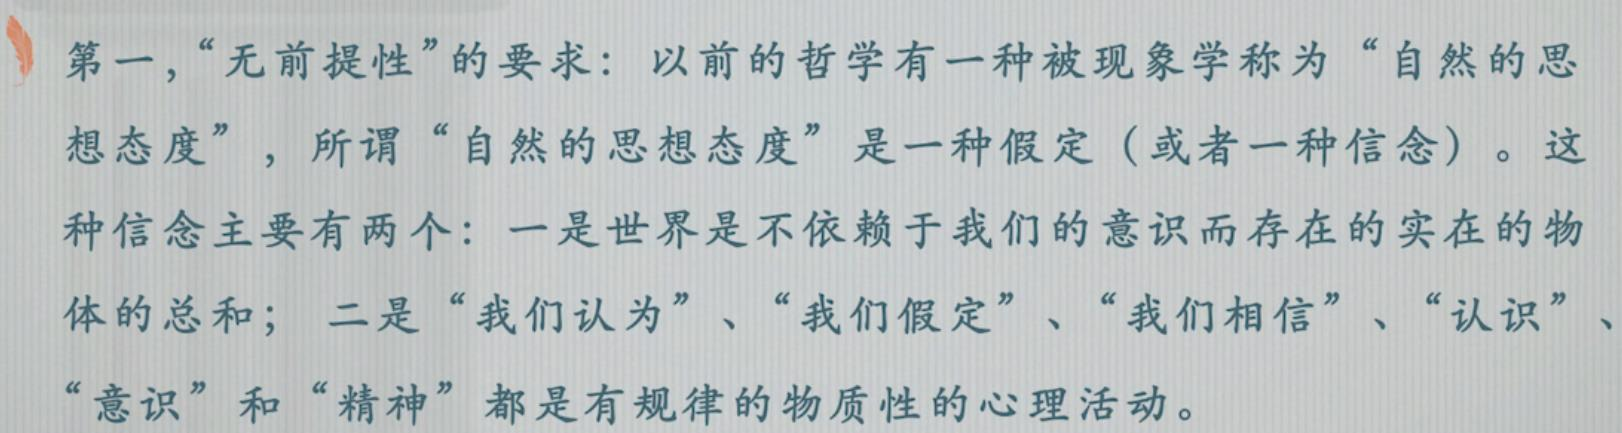 第一，“无前提性”的要求：以前的哲学有一种被现象学称为“自然的思
想态度”，所谓“自然的思想态度”是一种假定（或者一种信念）。这
种信念主要有两个：一是世界是不依赖于我们的意识而存在的实在的物
体的总和；二是“我们认为”、“我们假定”、“我们相信”、“认识”、
“意识”和“精神”都是有规律的物质性的心理活动。